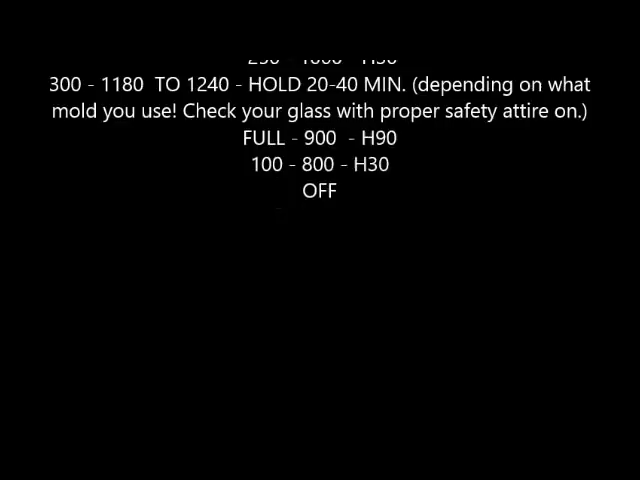 300 - 1180  TO 1240 - HOLD 20-40 MIN. (depending on what
mold you use! Check your glass with proper safety attire on.)
FULL - 900  - H90
100 - 800 - H30
OFF